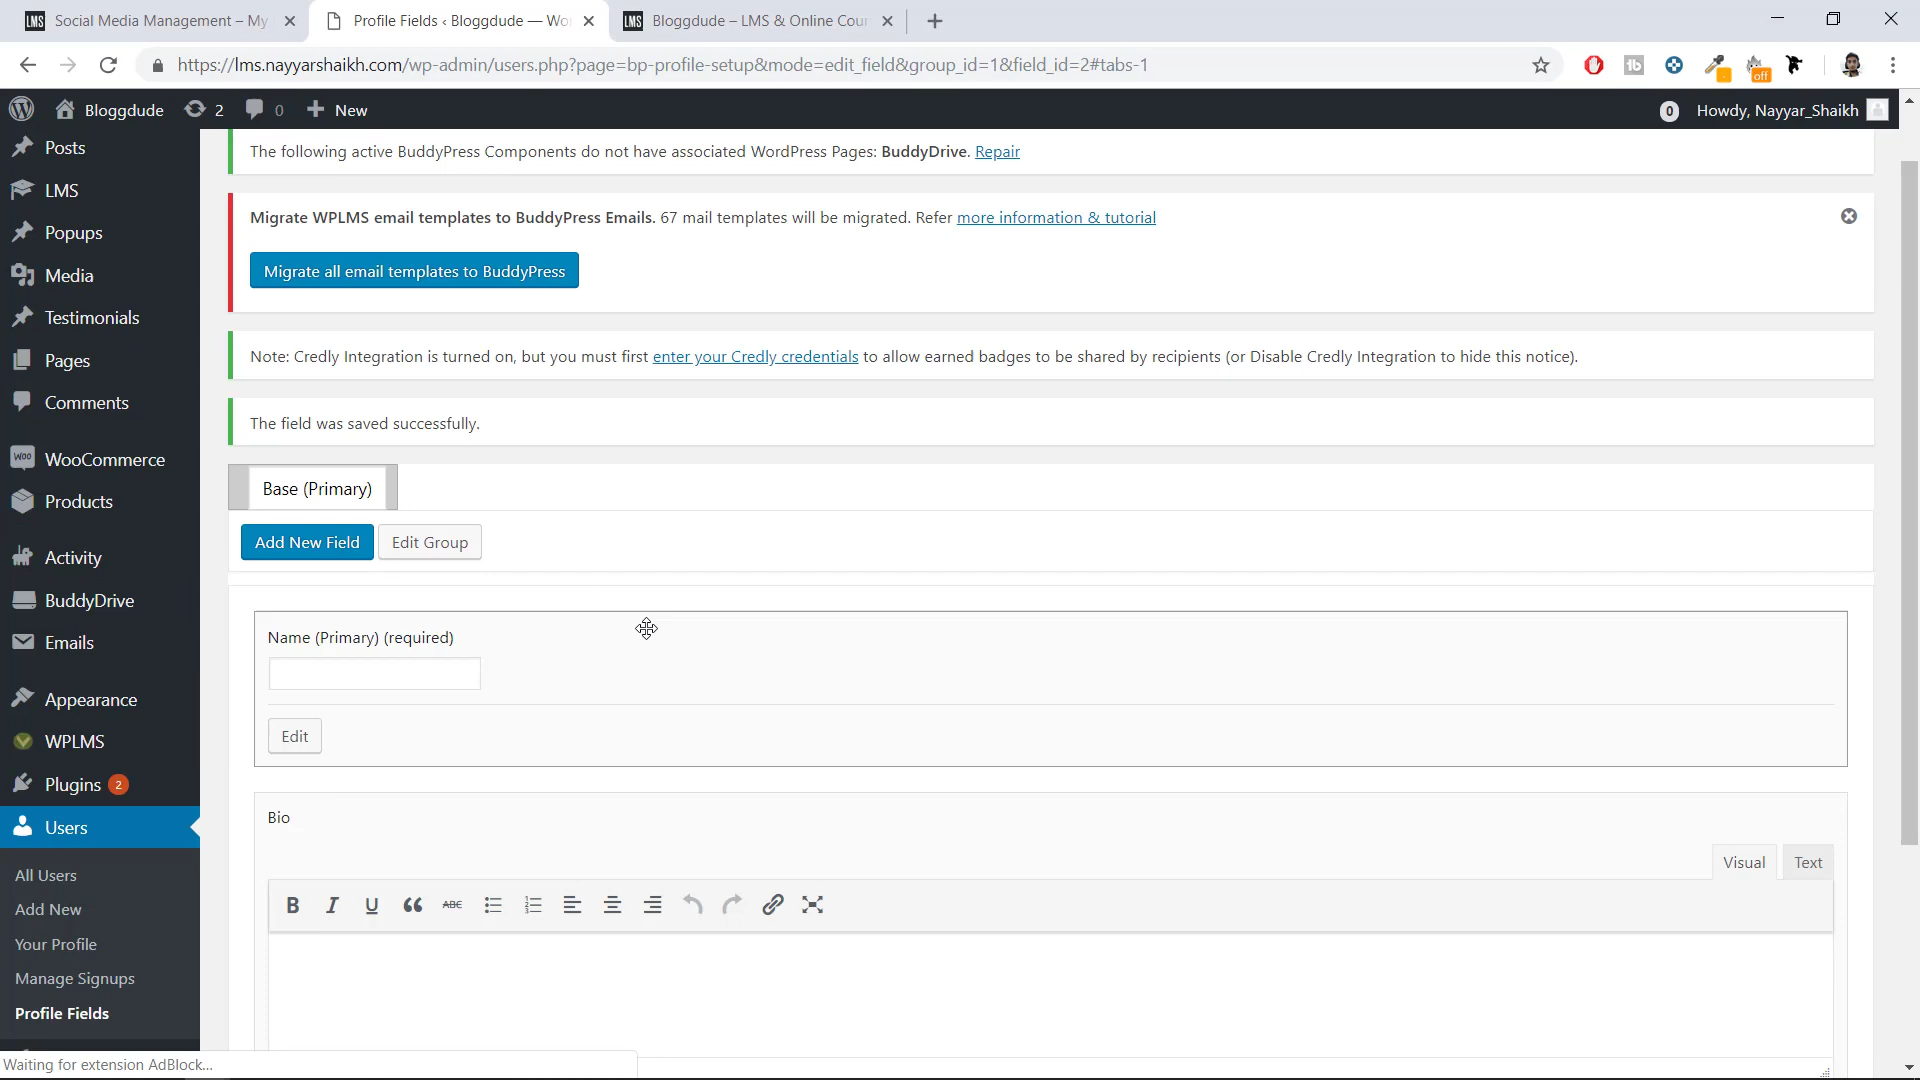 LMS Social Media Management – My
Profile Fields ‹ Bloggdude — Wo
LMS Bloggdude – LMS & Online Cou
https://lms.nayyarshaikh.com/wp-admin/users.php?page=bp-profile-setup&mode=edit_field&group_id=1&field_id=2#tabs-1
tb
off
Bloggdude 2 0 New
0 Howdy, Nayyar_Shaikh
Posts
LMS
Popups
Media
Testimonials
Pages
Comments
WOO WooCommerce
Products
Activity
BuddyDrive
Emails
Appearance
WPLMS
Plugins 2
Users
All Users
Add New
Your Profile
Manage Signups
Profile Fields
The following active BuddyPress Components do not have associated WordPress Pages: BuddyDrive. Repair
Migrate WPLMS email templates to BuddyPress Emails. 67 mail templates will be migrated. Refer more information & tutorial
Migrate all email templates to BuddyPress
Note: Credly Integration is turned on, but you must first enter your Credly credentials to allow earned badges to be shared by recipients (or Disable Credly Integration to hide this notice).
The field was saved successfully.
Base (Primary)
Add New Field Edit Group
Name (Primary) (required)
Edit
Bio
Visual Text
B I U ABC
Waiting for extension AdBlock...